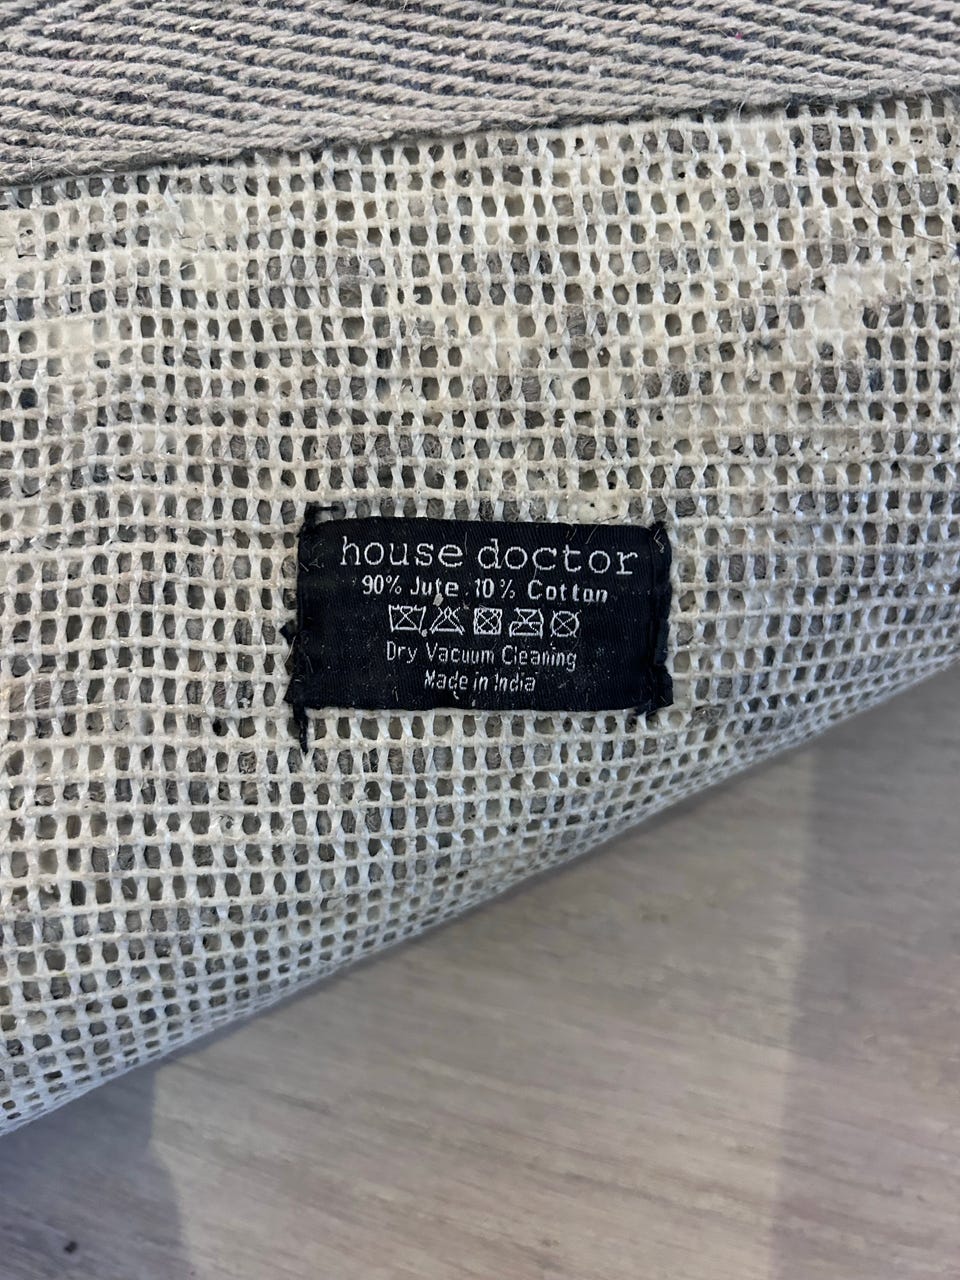 house doctor
90% Jute 10% Cotton
Dry Vacuum Cleaning
Made in India